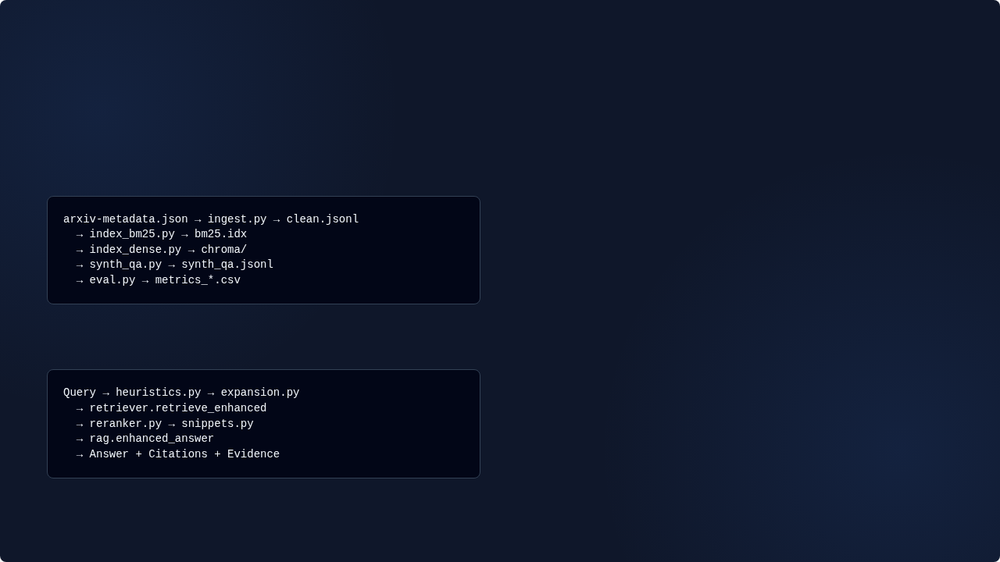 arxiv-metadata.json → ingest.py → clean.jsonl
  → index_bm25.py → bm25.idx
  → index_dense.py → chroma/
  → synth_qa.py → synth_qa.jsonl
  → eval.py → metrics_*.csv
Query → heuristics.py → expansion.py
  → retriever.retrieve_enhanced
  → reranker.py → snippets.py
  → rag.enhanced_answer
  → Answer + Citations + Evidence